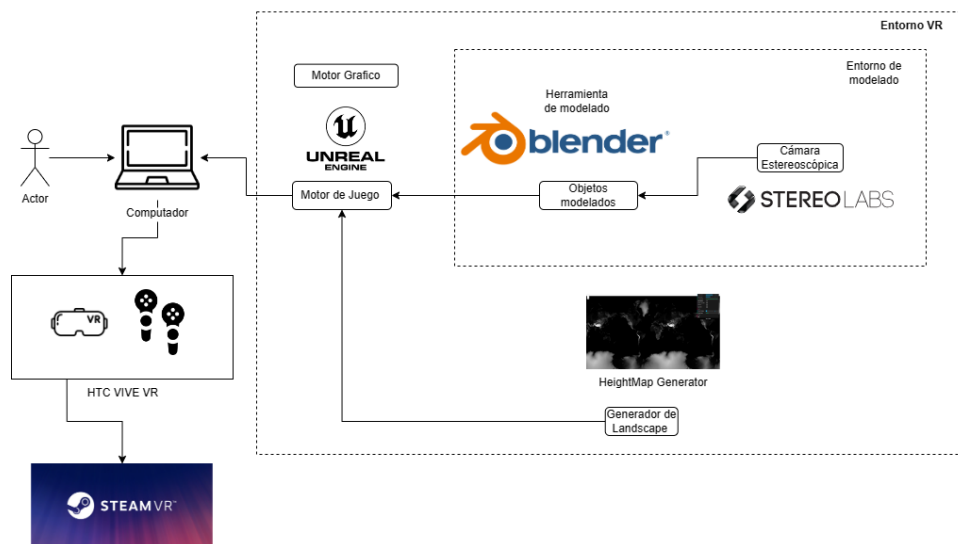 Entorno VR
Entorno de
modelado
Motor Grafico
Herramienta
de modelado
UNREAL
ENGINE
blender
Cámara
Estereoscópica
Actor
Computador
Motor de Juego
Objetos
modelados
STEREOLABS
VR
HTC VIVE VR
HeightMap Generator
Generador de
Landscape
STEAMVR™